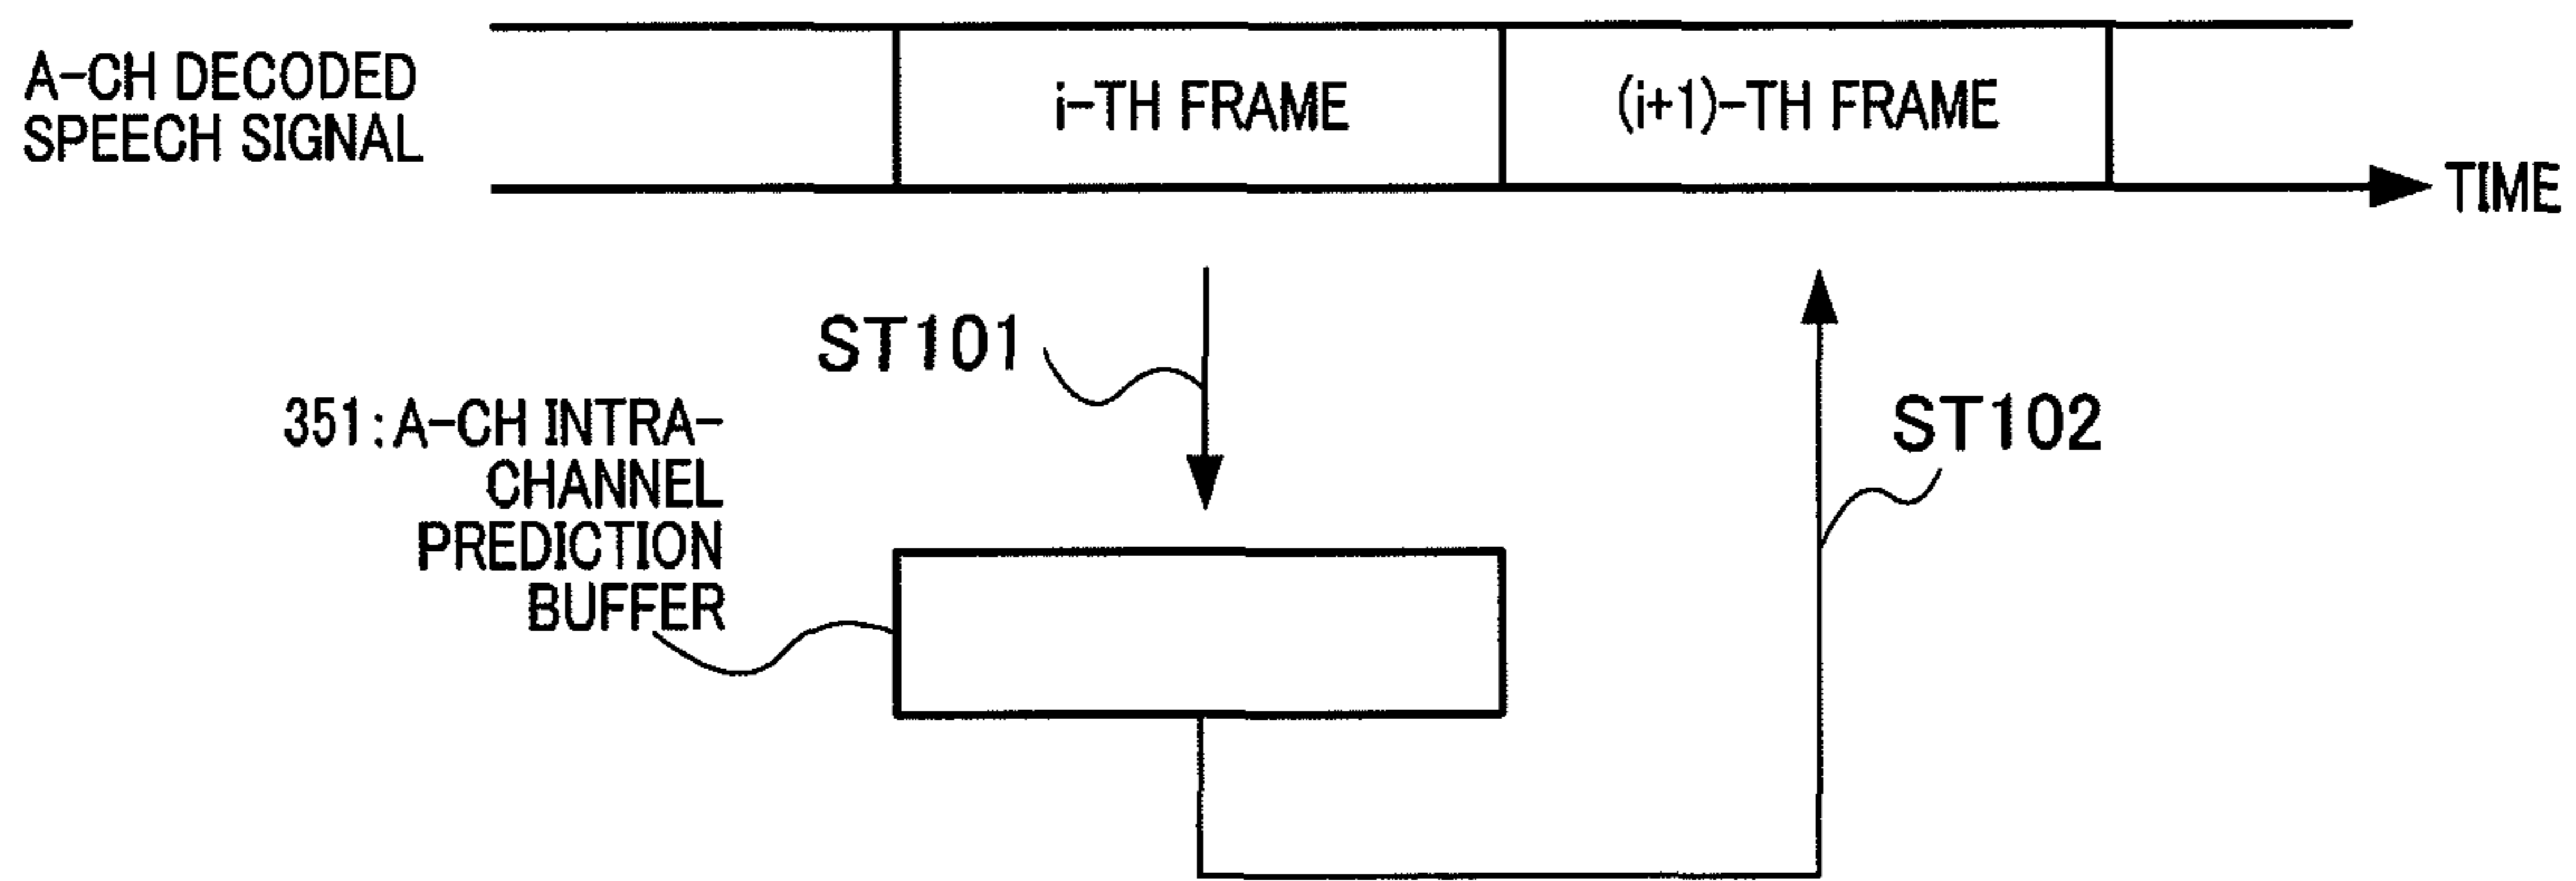 A-CH DECODED
SPEECH SIGNAL
i-TH FRAME
(i+1)-TH FRAME
TIME
ST101
351:A-CH INTRA-
CHANNEL
PREDICTION
BUFFER
ST102